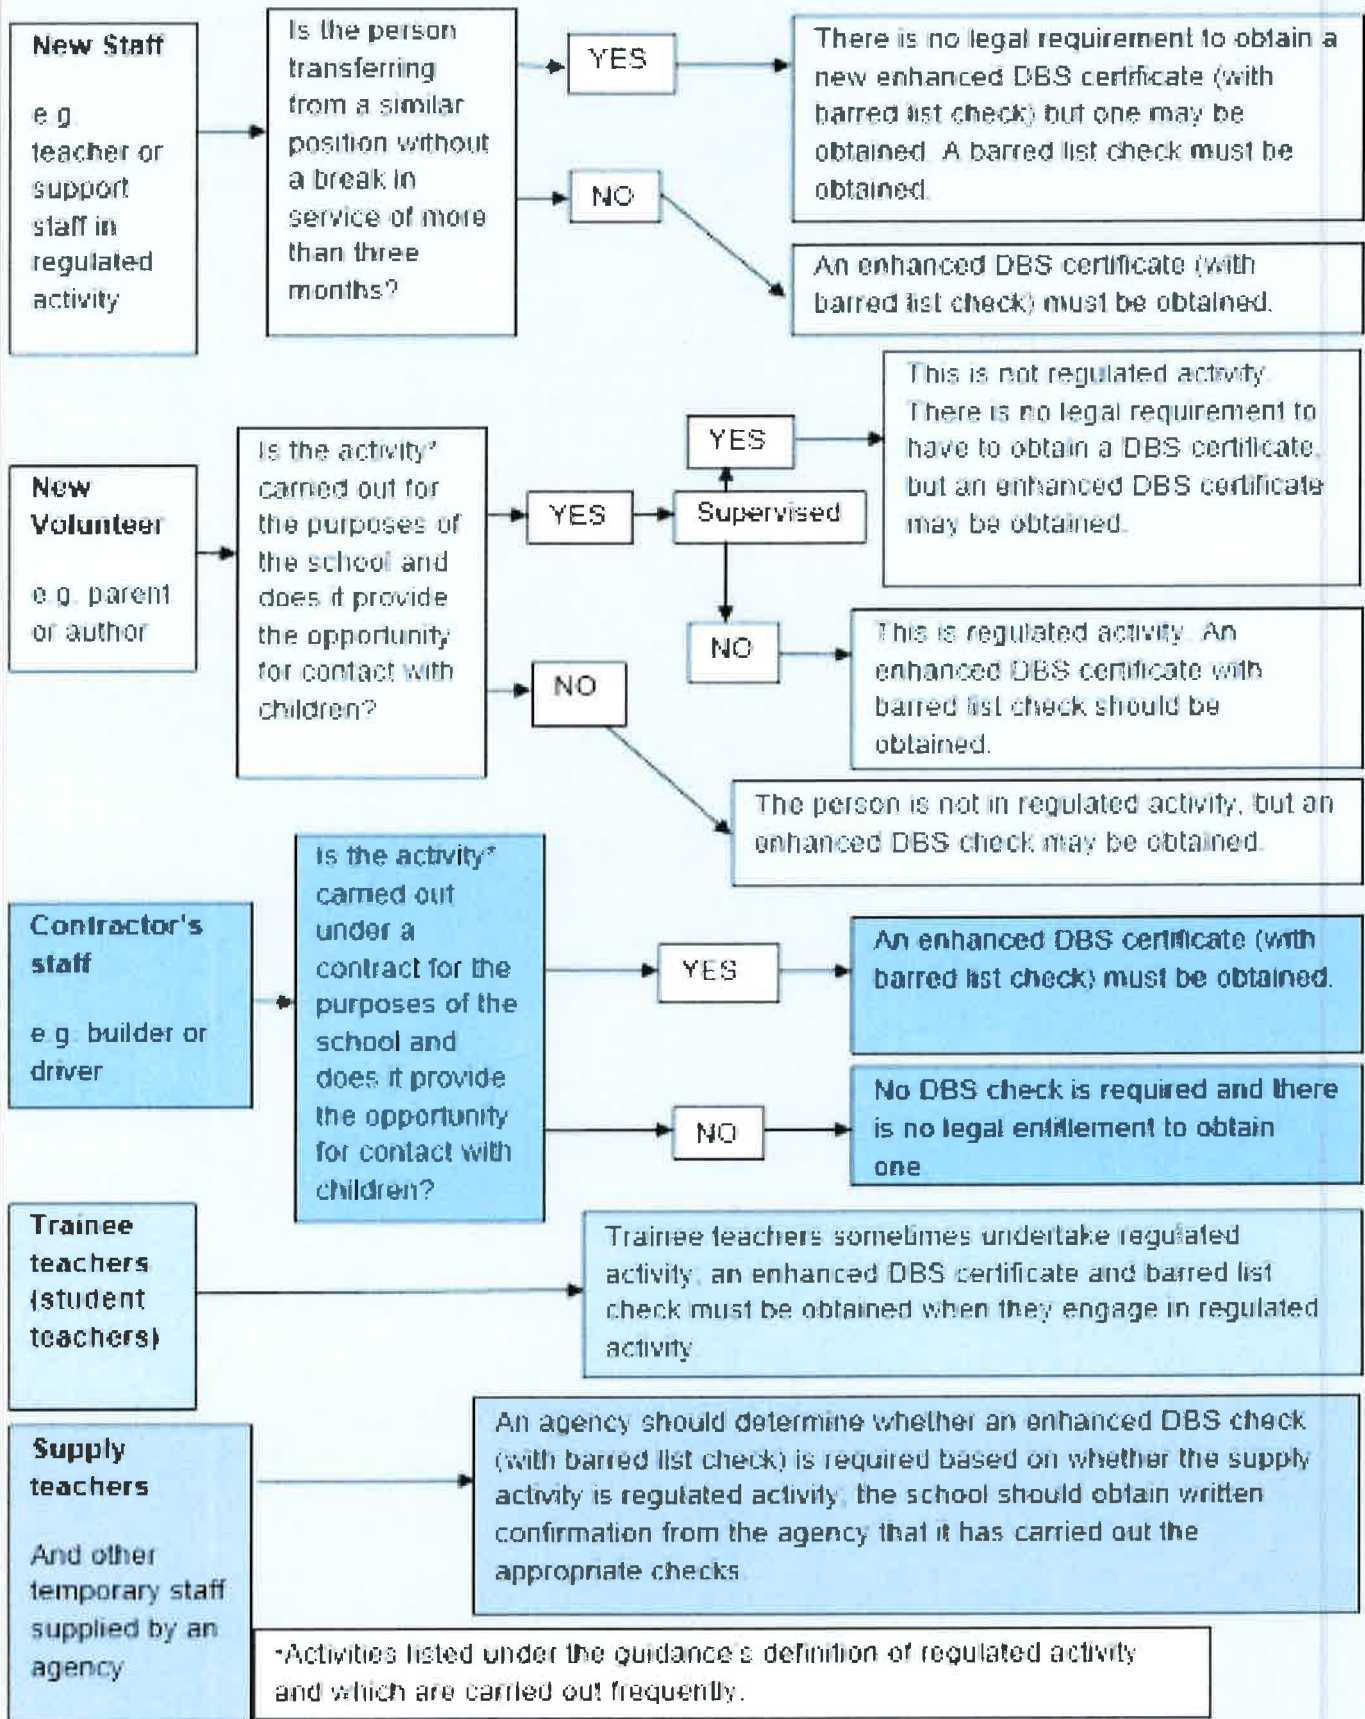 New Staff
e.g.
teacher or
support
staff in
regulated
activity
Is the person
transferring
from a similar
position without
a break in
service of more
than three
months?
YES
There is no legal requirement to obtain a
new enhanced DBS certificate (with
barred list check) but one may be
obtained. A barred list check must be
obtained.
NO
An enhanced DBS certificate (with
barred list check) must be obtained.
New
Volunteer
e.g. parent
or author
Is the activity*
carried out for
the purposes of
the school and
does it provide
the opportunity
for contact with
children?
YES
Supervised
YES
This is not regulated activity.
There is no legal requirement to
have to obtain a DBS certificate,
but an enhanced DBS certificate
may be obtained.
NO
This is regulated activity. An
enhanced DBS certificate with
barred list check should be
obtained.
NO
The person is not in regulated activity, but an
enhanced DBS check may be obtained.
Contractor's
staff
e.g. builder or
driver
Is the activity*
carried out
under a
contract for the
purposes of the
school and
does it provide
the opportunity
for contact with
children?
YES
An enhanced DBS certificate (with
barred list check) must be obtained.
NO
No DBS check is required and there
is no legal entitlement to obtain
one
Trainee
teachers
(student
teachers)
Trainee teachers sometimes undertake regulated
activity; an enhanced DBS certificate and barred list
check must be obtained when they engage in regulated
activity
Supply
teachers
And other
temporary staff
supplied by an
agency
An agency should determine whether an enhanced DBS check
(with barred list check) is required based on whether the supply
activity is regulated activity; the school should obtain written
confirmation from the agency that it has carried out the
appropriate checks
*Activities listed under the guidance's definition of regulated activity
and which are carried out frequently.